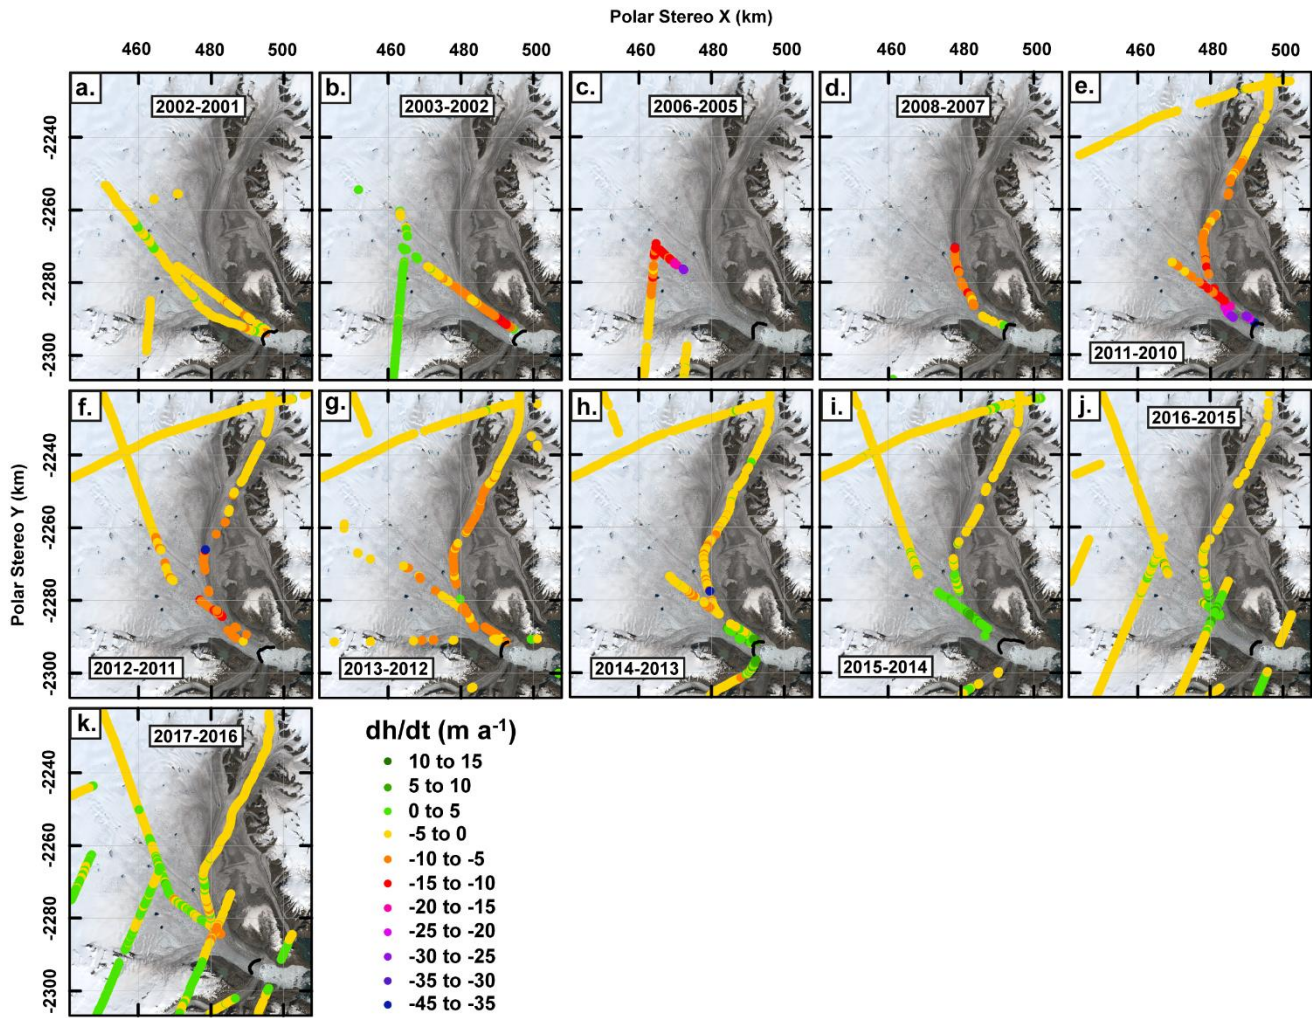 Polar Stereo X (km)
460 480 500 460 480 500 460 480 500 460 480 500 460 480 500
a. 2002-2001
b. 2003-2002
c. 2006-2005
d. 2008-2007
e. 2011-2010
-2240
-2260
-2280
-2300
Polar Stereo Y (km)
f. 2012-2011
g. 2013-2012
h. 2014-2013
i. 2015-2014
j. 2016-2015
-2240
-2260
-2280
-2300
k. 2017-2016
-2240
-2260
-2280
-2300
dh/dt (m a-1)
10 to 15
5 to 10
0 to 5
-5 to 0
-10 to -5
-15 to -10
-20 to -15
-25 to -20
-30 to -25
-35 to -30
-45 to -35